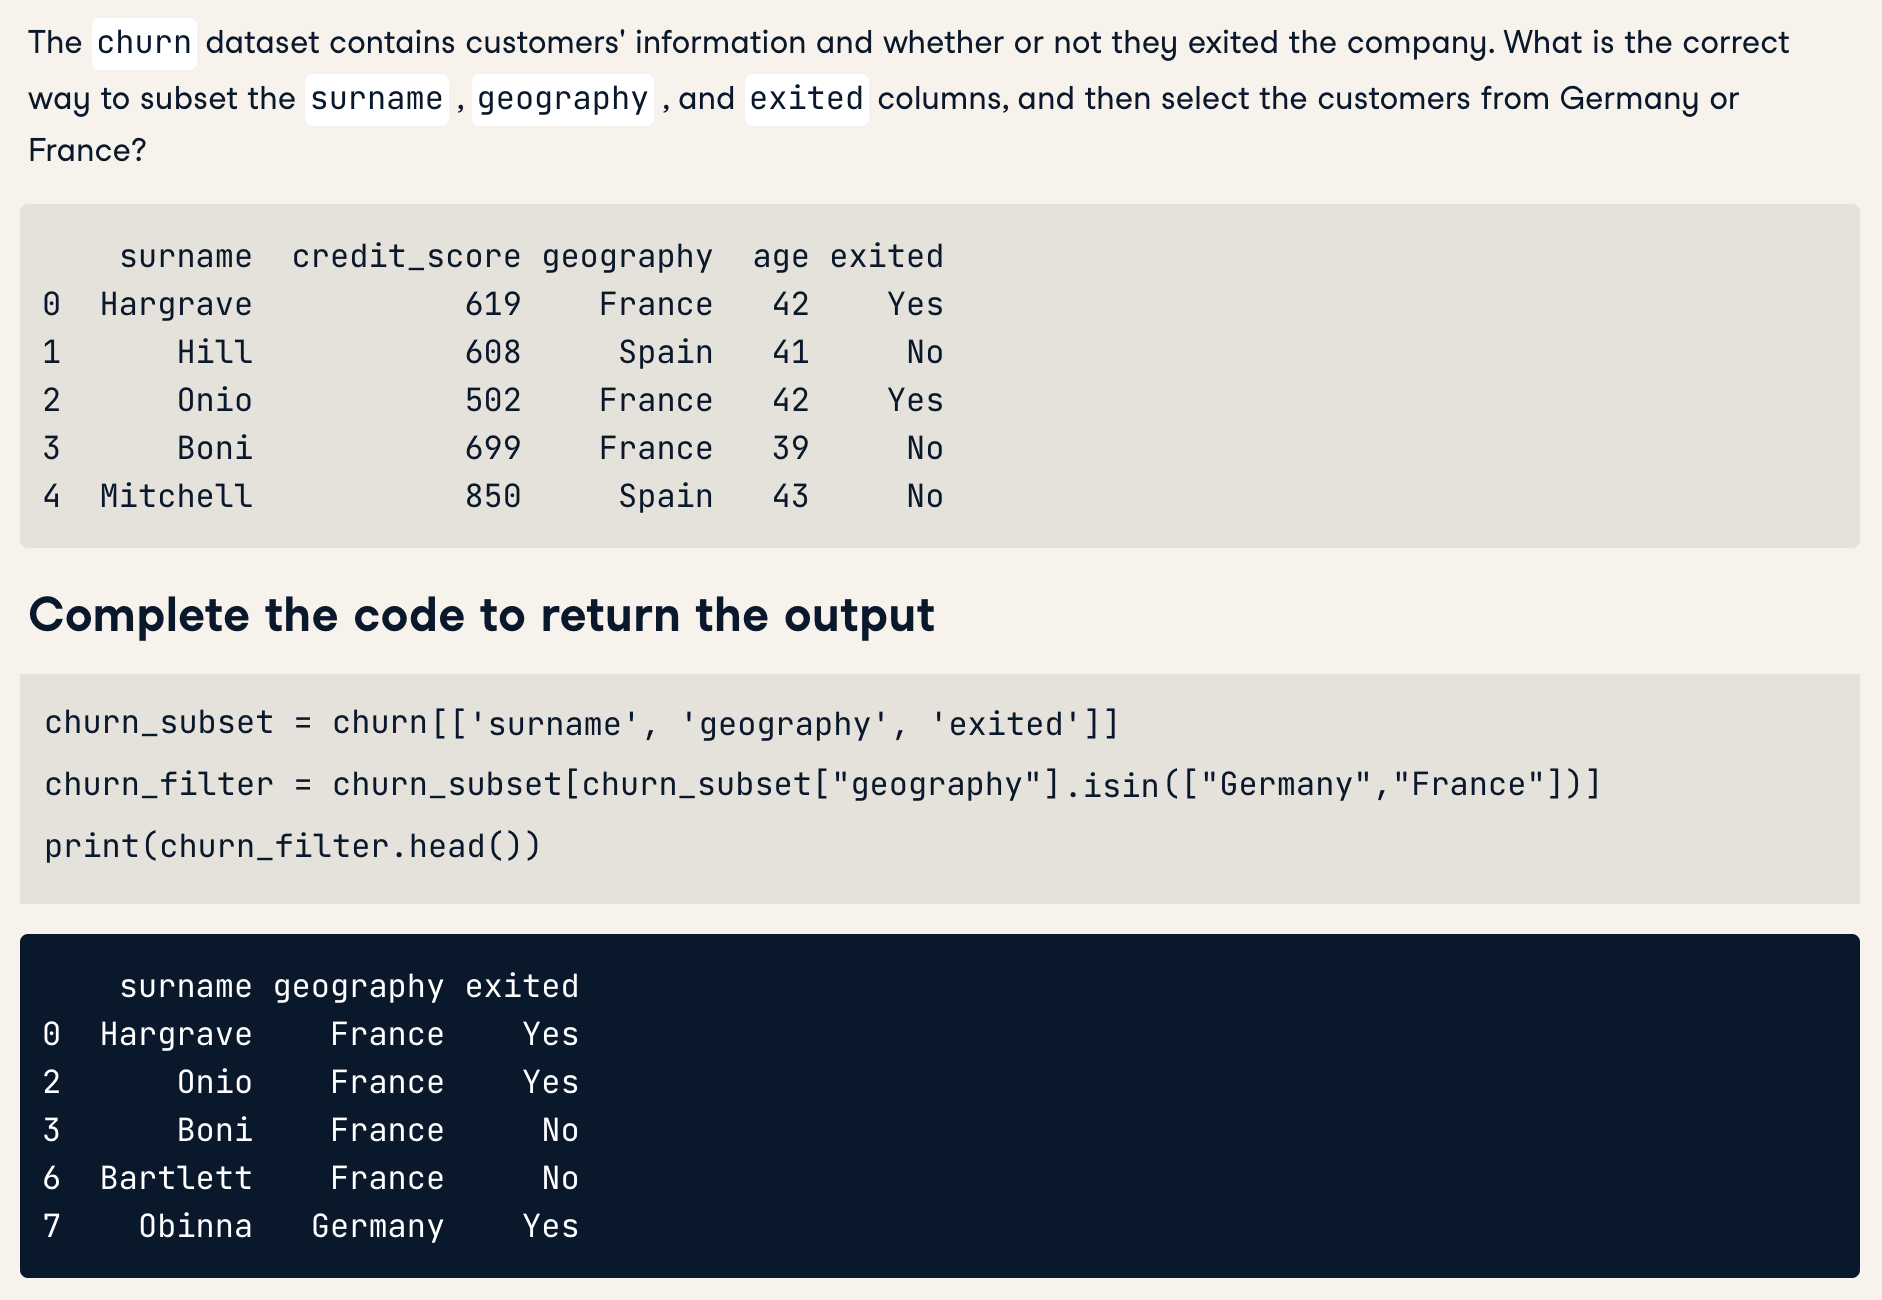 The churn dataset contains customers' information and whether or not they exited the company. What is the correct
way to subset the surname , geography , and exited columns, and then select the customers from Germany or
France?
     surname  credit_score geography  age exited
0  Hargrave           619    France   42    Yes
1      Hill           608     Spain   41     No
2      Onio           502    France   42    Yes
3      Boni           699    France   39     No
4  Mitchell           850     Spain   43     No
Complete the code to return the output
churn_subset = churn[['surname', 'geography', 'exited']]
churn_filter = churn_subset[churn_subset["geography"].isin(["Germany","France"])]
print(churn_filter.head())
    surname geography exited
0  Hargrave    France    Yes
2      Onio    France    Yes
3      Boni    France     No
6  Bartlett    France     No
7    Obinna   Germany    Yes